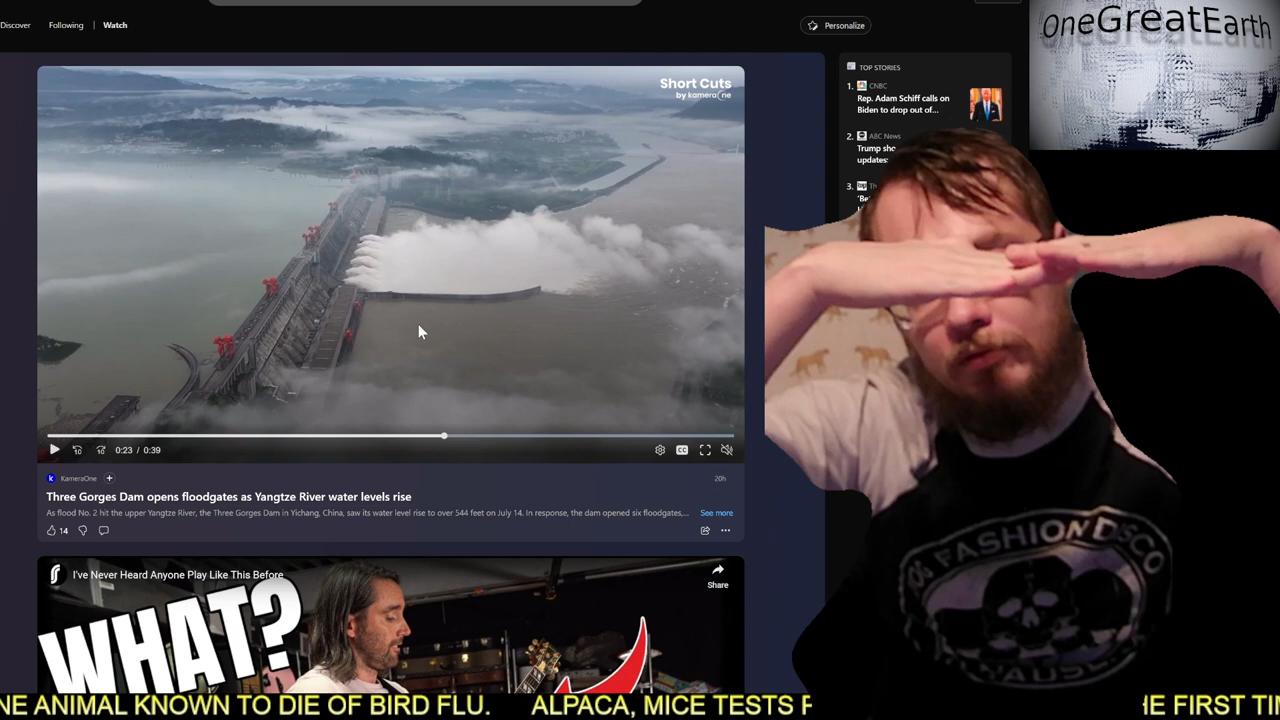 Discover Following | Watch
Personalize
OneGreatEarth
Short Cuts
by kameraOne
TOP STORIES
1. CNBC
Rep. Adam Schiff calls on
Biden to drop out of...
2. ABC News
Trump sho
updates:
3.
0:23 / 0:39
CC
KameraOne
20h
Three Gorges Dam opens floodgates as Yangtze River water levels rise
As flood No. 2 hit the upper Yangtze River, the Three Gorges Dam in Yichang, China, saw its water level rise to over 544 feet on July 14. In response, the dam opened six floodgates,... See more
14
FASHION DISCO
I've Never Heard Anyone Play Like This Before
Share
WHAT?
NE ANIMAL KNOWN TO DIE OF BIRD FLU. ALPACA, MICE TESTS